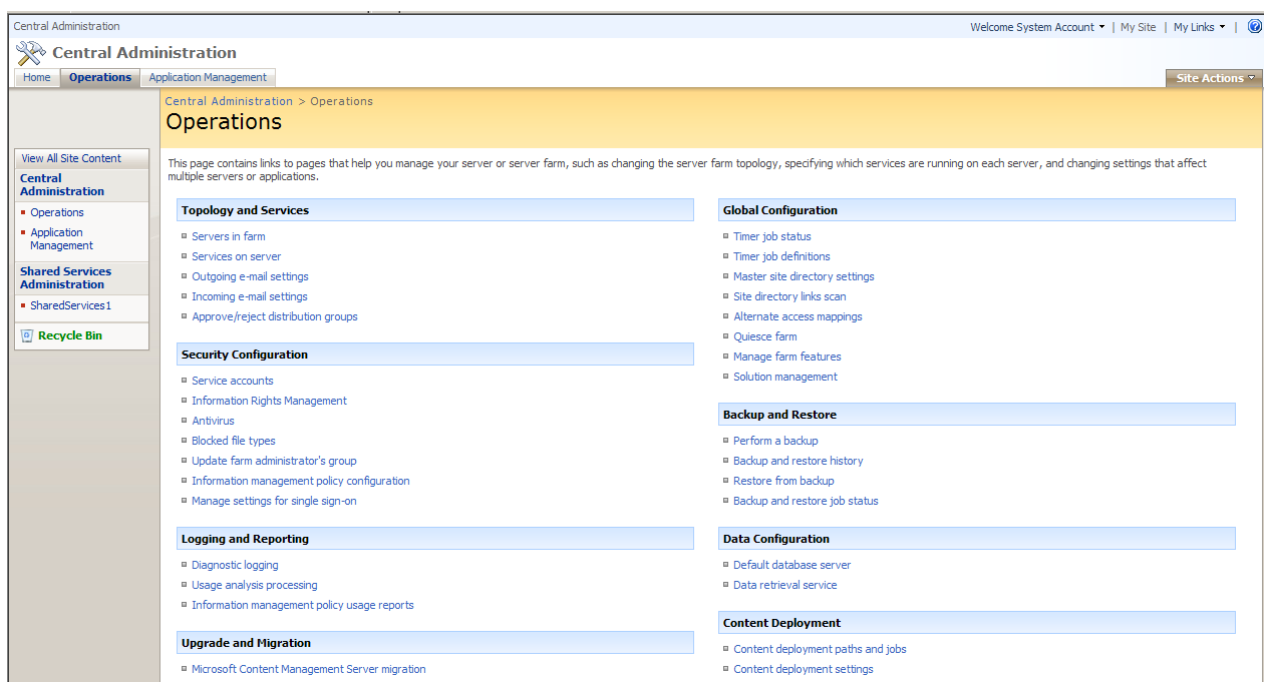 Central Administration
Welcome System Account | My Site | My Links |
Central Administration
Home Operations Application Management
Site Actions
Central Administration > Operations
Operations
View All Site Content
Central
Administration
Operations
Application
Management
Shared Services
Administration
SharedServices1
Recycle Bin
This page contains links to pages that help you manage your server or server farm, such as changing the server farm topology, specifying which services are running on each server, and changing settings that affect
multiple servers or applications.
Topology and Services
Servers in farm
Services on server
Outgoing e-mail settings
Incoming e-mail settings
Approve/reject distribution groups
Security Configuration
Service accounts
Information Rights Management
Antivirus
Blocked file types
Update farm administrator's group
Information management policy configuration
Manage settings for single sign-on
Logging and Reporting
Diagnostic logging
Usage analysis processing
Information management policy usage reports
Upgrade and Migration
Microsoft Content Management Server migration
Global Configuration
Timer job status
Timer job definitions
Master site directory settings
Site directory links scan
Alternate access mappings
Quiesce farm
Manage farm features
Solution management
Backup and Restore
Perform a backup
Backup and restore history
Restore from backup
Backup and restore job status
Data Configuration
Default database server
Data retrieval service
Content Deployment
Content deployment paths and jobs
Content deployment settings